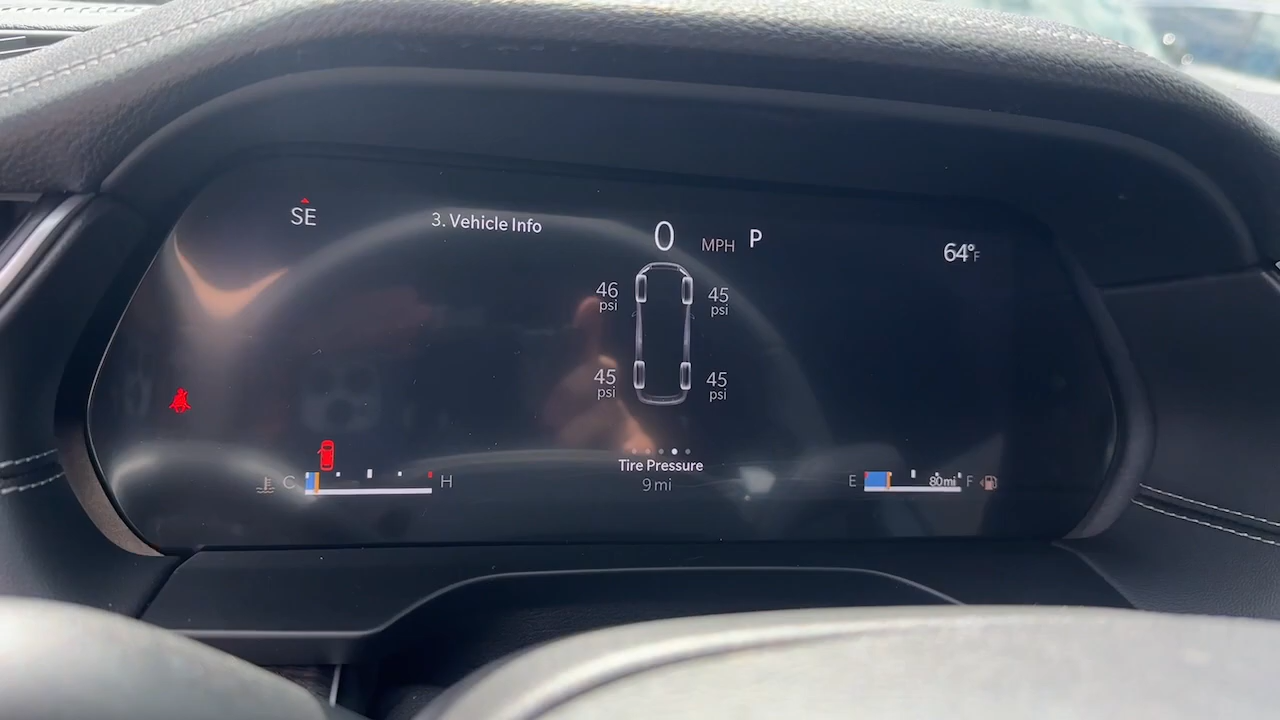 SE
3. Vehicle Info
0 MPH P
64°F
46 psi
45 psi
45 psi
45 psi
C H
Tire Pressure
9 mi
E 80mi F